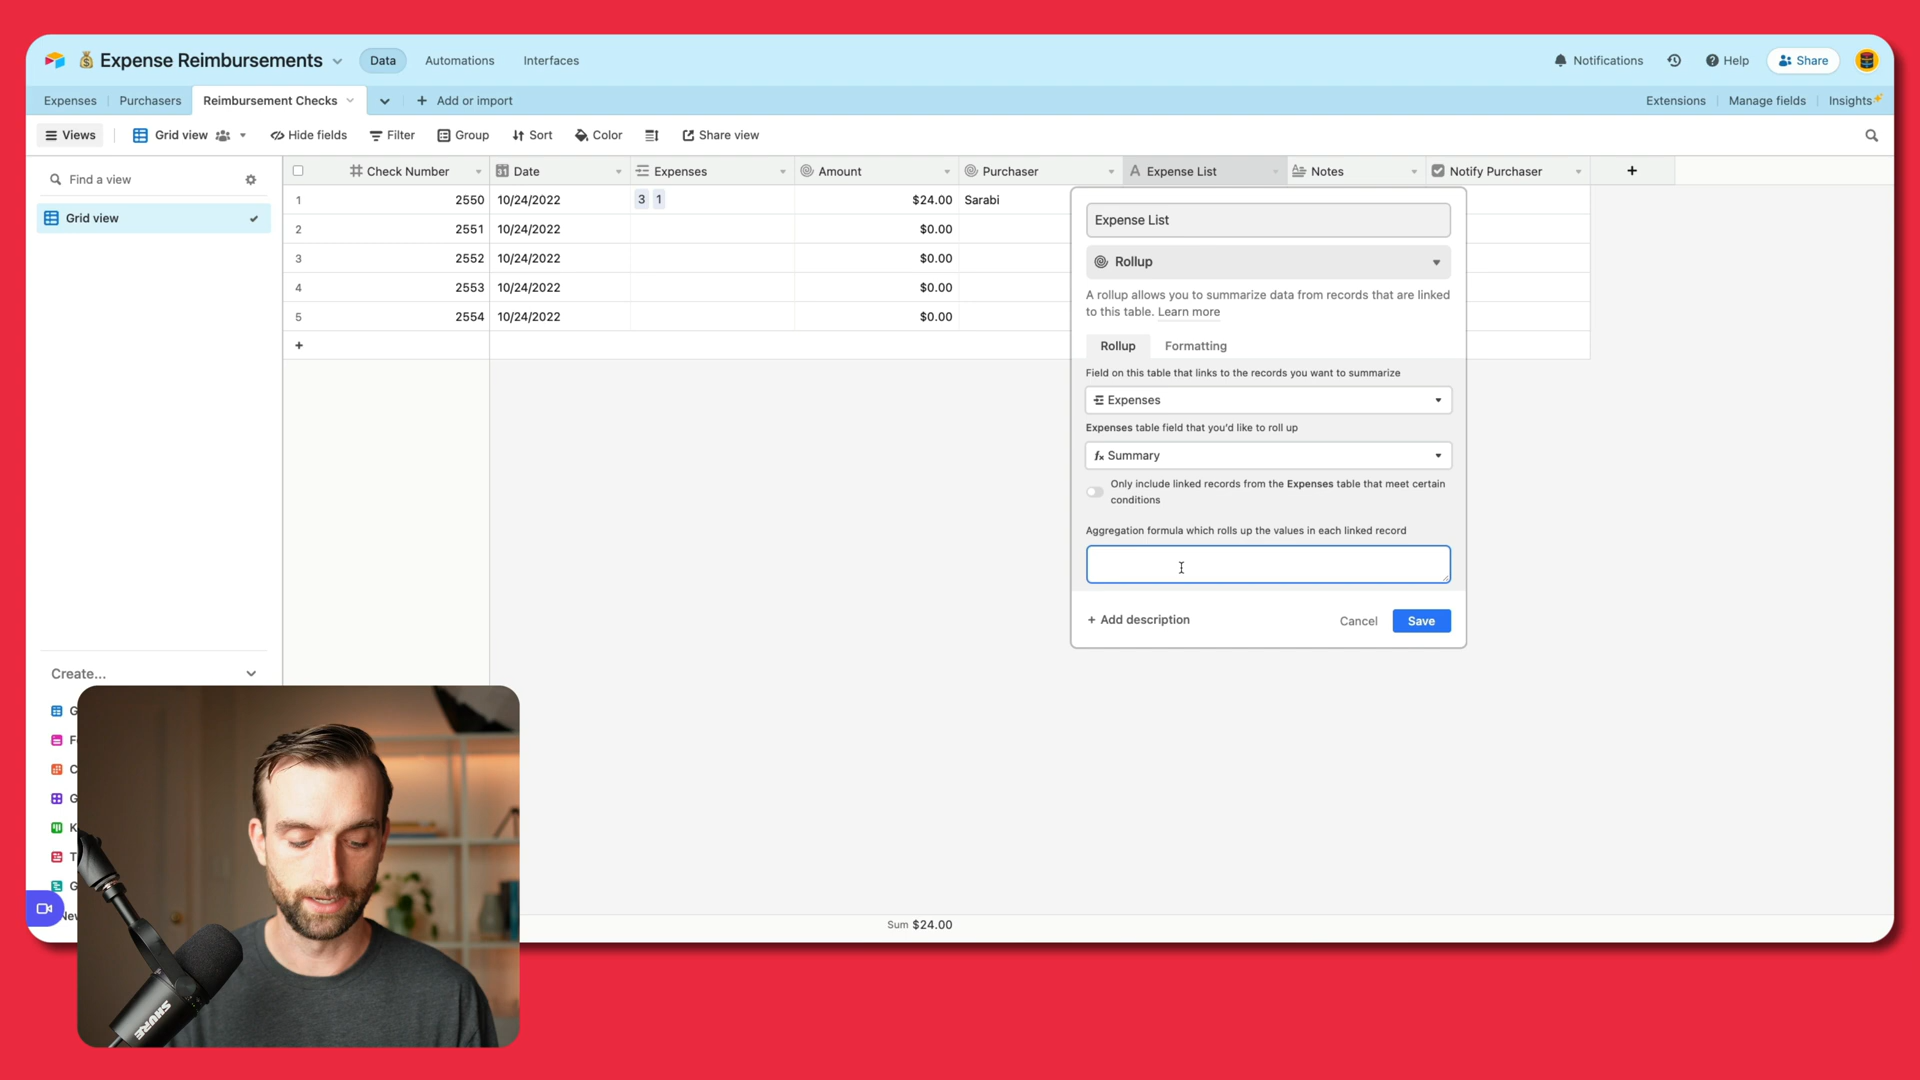 Expense Reimbursements
Data
Automations
Interfaces
Notifications
Help
Share
Expenses
Purchasers
Reimbursement Checks
Add or import
Extensions
Manage fields
Insights
Views
Grid view
Hide fields
Filter
Group
Sort
Color
Share view
Find a view
Grid view
Check Number
Date
Expenses
Amount
Purchaser
Expense List
Notes
Notify Purchaser
1 2550 10/24/2022 3 1 $24.00 Sarabi
2 2551 10/24/2022 $0.00
3 2552 10/24/2022 $0.00
4 2553 10/24/2022 $0.00
5 2554 10/24/2022 $0.00
Expense List
Rollup
A rollup allows you to summarize data from records that are linked
to this table. Learn more
Rollup
Formatting
Field on this table that links to the records you want to summarize
Expenses
Expenses table field that you'd like to roll up
fx Summary
Only include linked records from the Expenses table that meet certain
conditions
Aggregation formula which rolls up the values in each linked record
+ Add description
Cancel
Save
Create...
Sum $24.00
SHURE